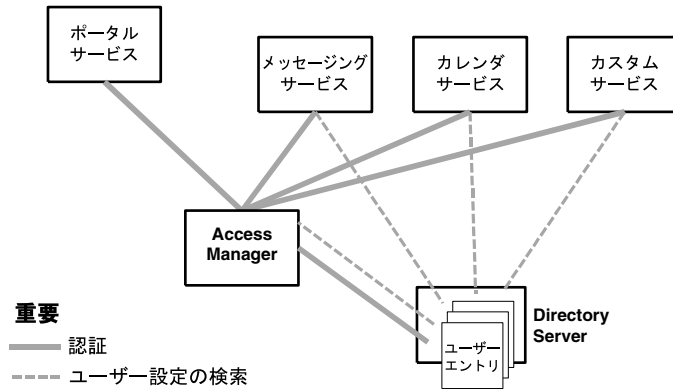 ポータル
サービス
メッセージング
サービス
カレンダ
サービス
カスタム
サービス
Access
Manager
Directory
Server
ユーザー
エントリ
重要
認証
ユーザー設定の検索